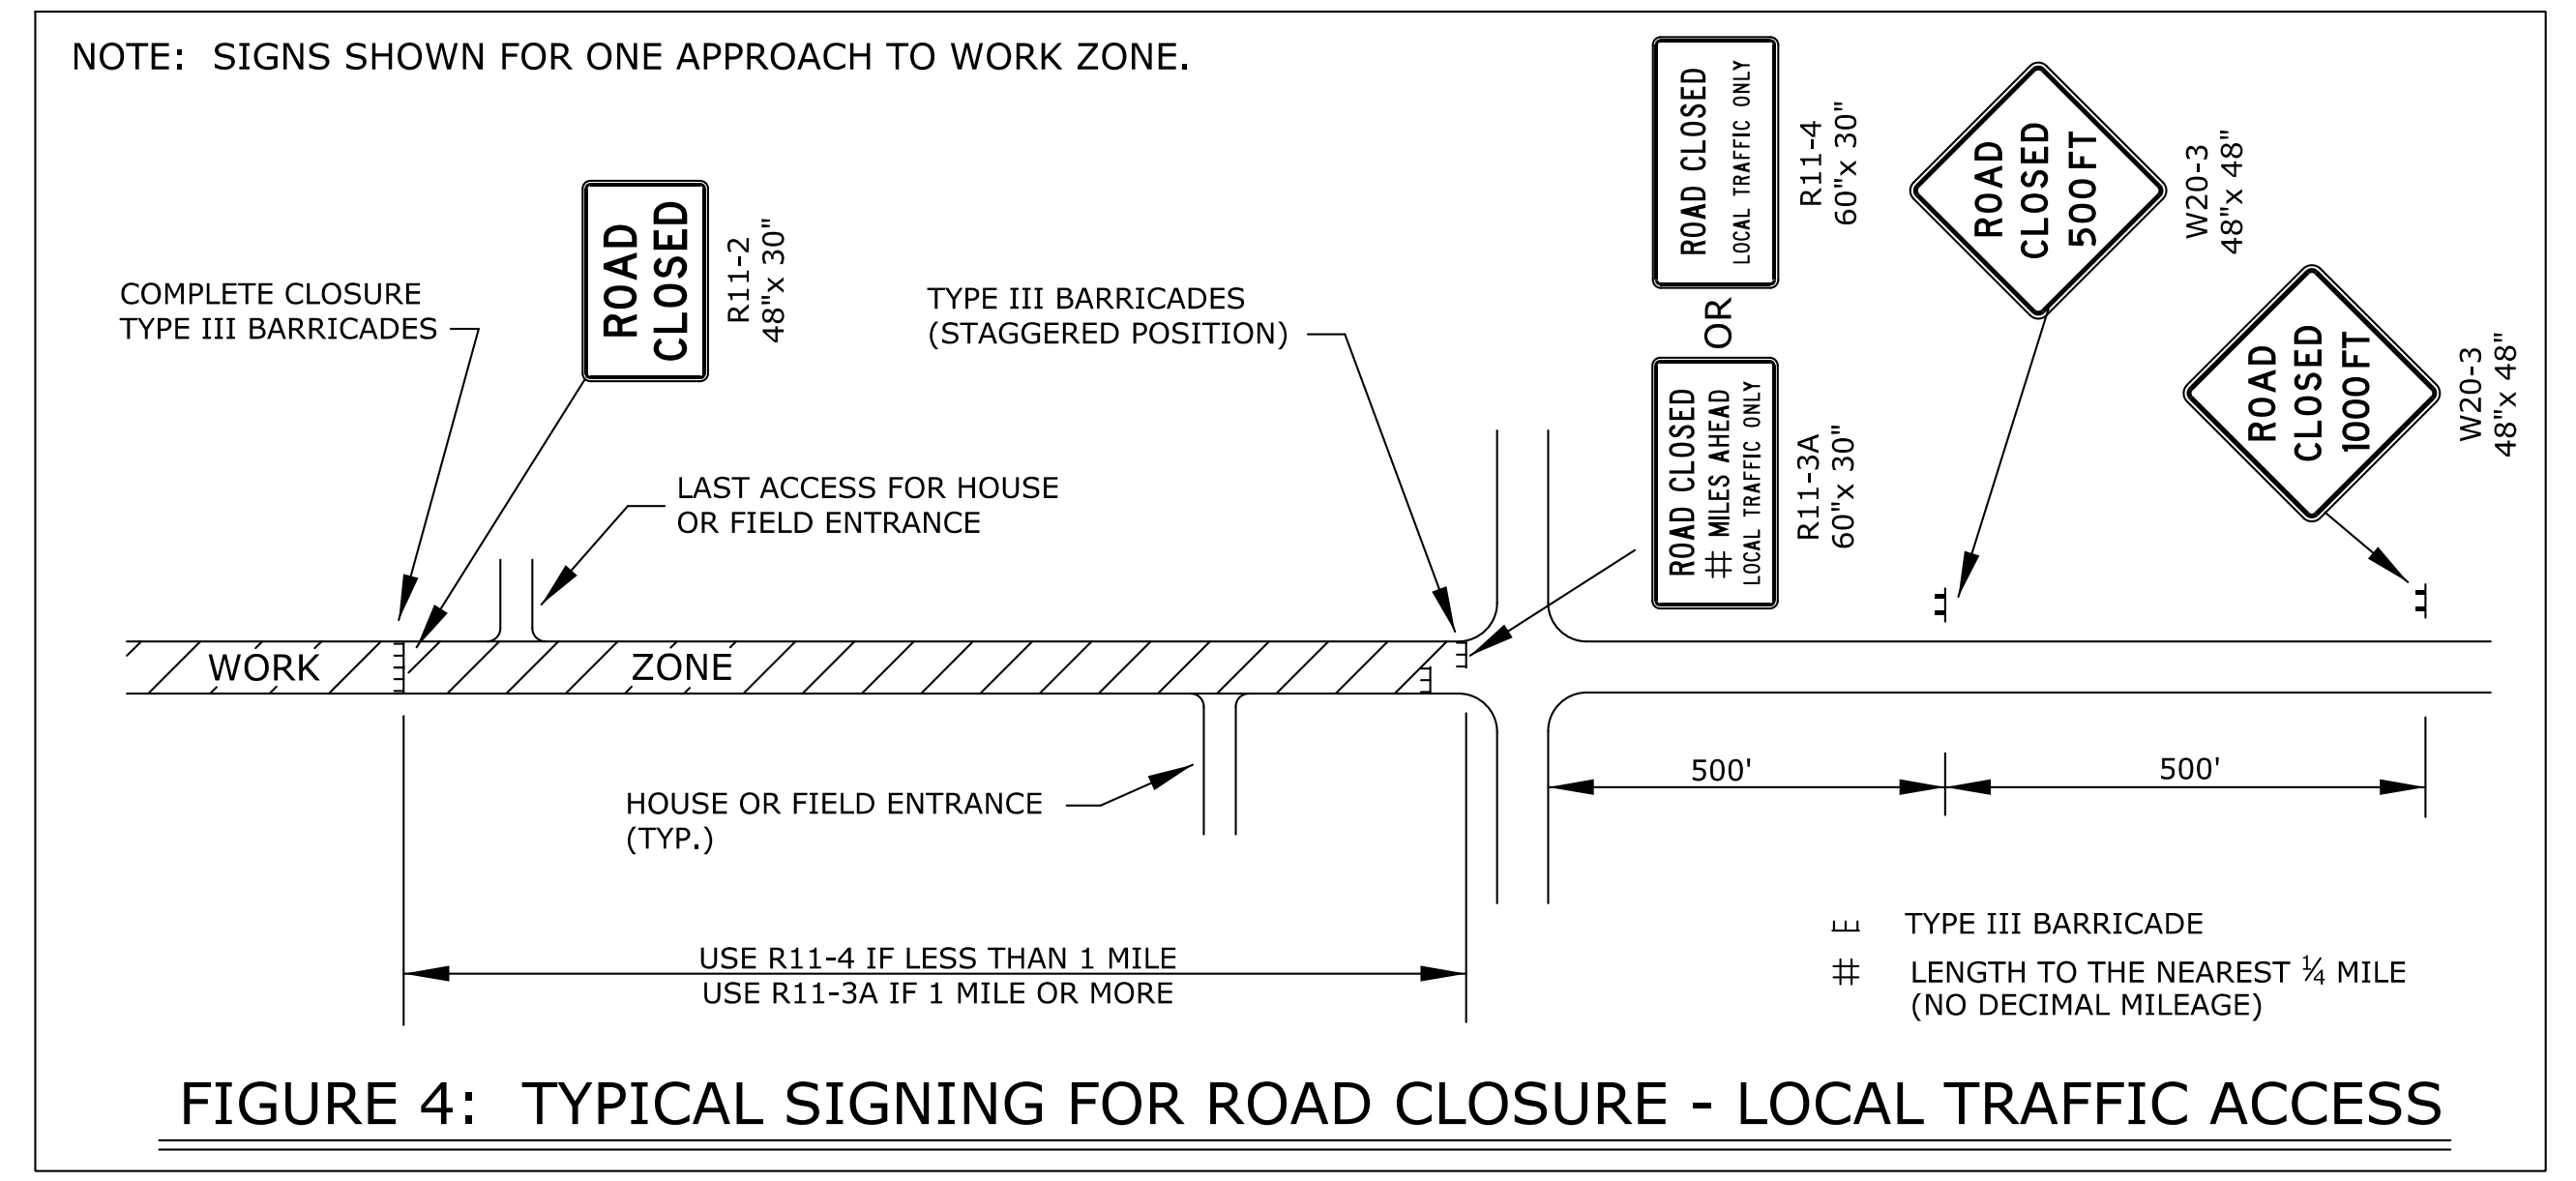 NOTE: SIGNS SHOWN FOR ONE APPROACH TO WORK ZONE.
COMPLETE CLOSURE
TYPE III BARRICADES
ROAD
CLOSED
R11-2
48"x 30"
TYPE III BARRICADES
(STAGGERED POSITION)
ROAD CLOSED
LOCAL TRAFFIC ONLY
R11-4
60"x 30"
OR
ROAD CLOSED
# MILES AHEAD
LOCAL TRAFFIC ONLY
R11-3A
60"x 30"
ROAD
CLOSED
500FT
W20-3
48"x 48"
ROAD
CLOSED
1000FT
W20-3
48"x 48"
LAST ACCESS FOR HOUSE
OR FIELD ENTRANCE
WORK ZONE
HOUSE OR FIELD ENTRANCE
(TYP.)
500'
500'
USE R11-4 IF LESS THAN 1 MILE
USE R11-3A IF 1 MILE OR MORE
TYPE III BARRICADE
# LENGTH TO THE NEAREST ¼ MILE
(NO DECIMAL MILEAGE)
FIGURE 4: TYPICAL SIGNING FOR ROAD CLOSURE - LOCAL TRAFFIC ACCESS